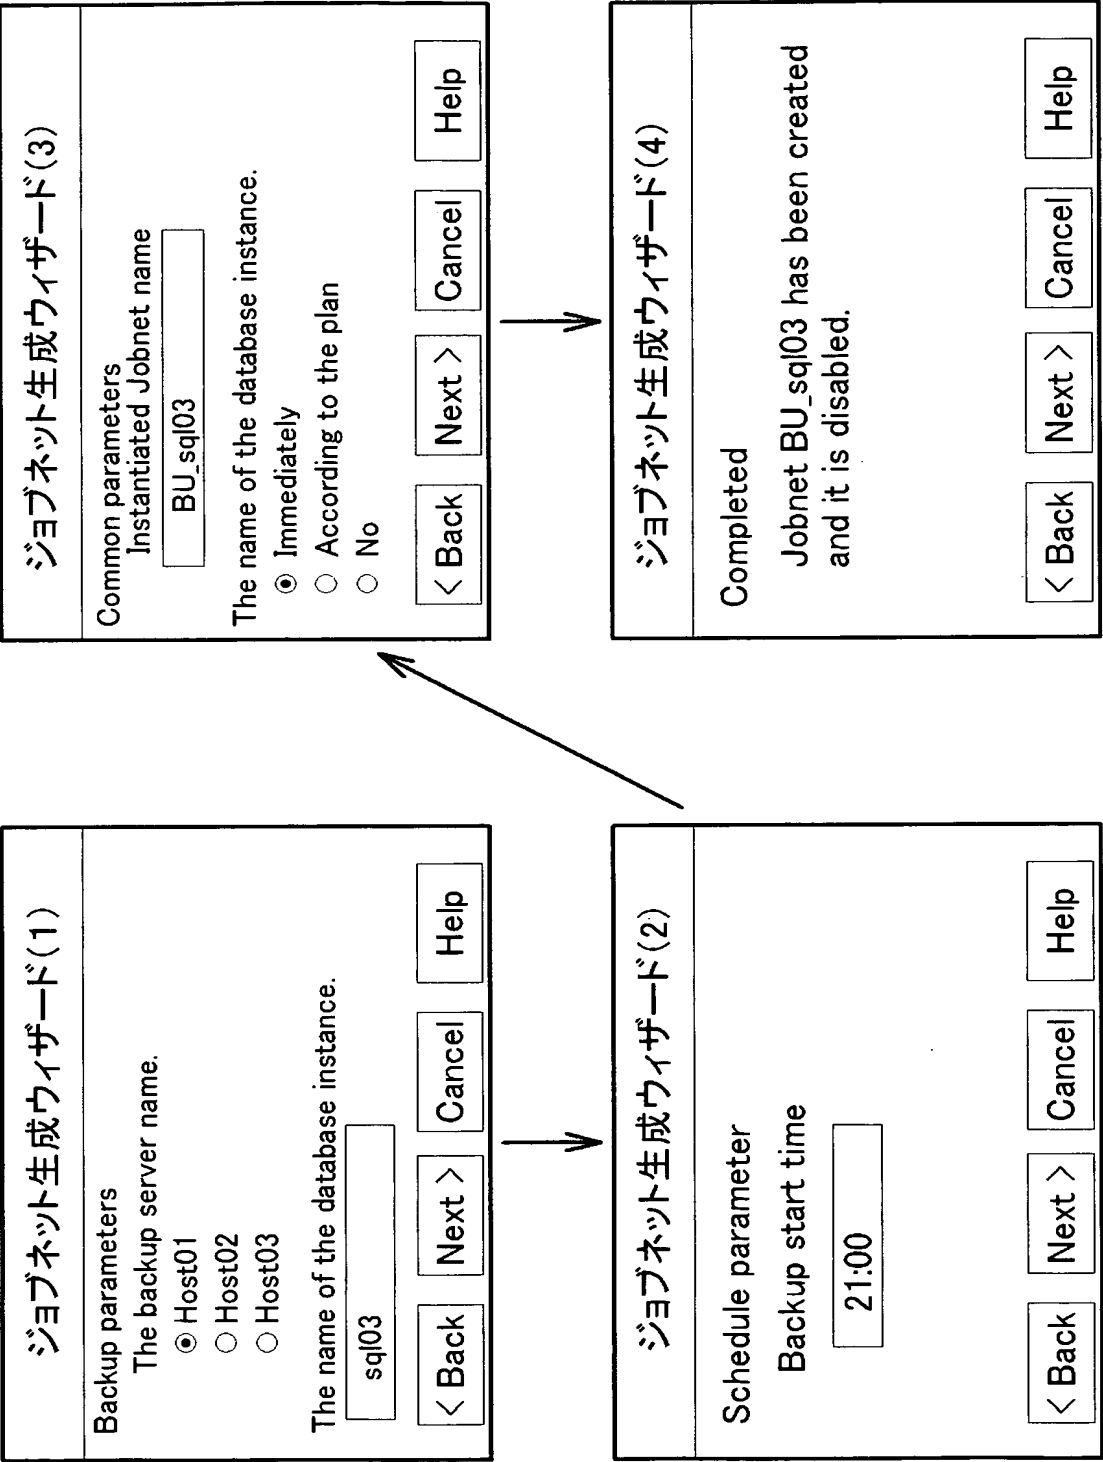 ジョブネット生成ウィザード(1)
Backup parameters
The backup server name.
Host01
Host02
Host03
The name of the database instance.
sql03
< Back
Next >
Cancel
Help
ジョブネット生成ウィザード(2)
Schedule parameter
Backup start time
21:00
< Back
Next >
Cancel
Help
ジョブネット生成ウィザード(3)
Common parameters
Instantiated Jobnet name
BU_sql03
The name of the database instance.
Immediately
According to the plan
No
< Back
Next >
Cancel
Help
ジョブネット生成ウィザード(4)
Completed
Jobnet BU_sql03 has been created
and it is disabled.
< Back
Next >
Cancel
Help